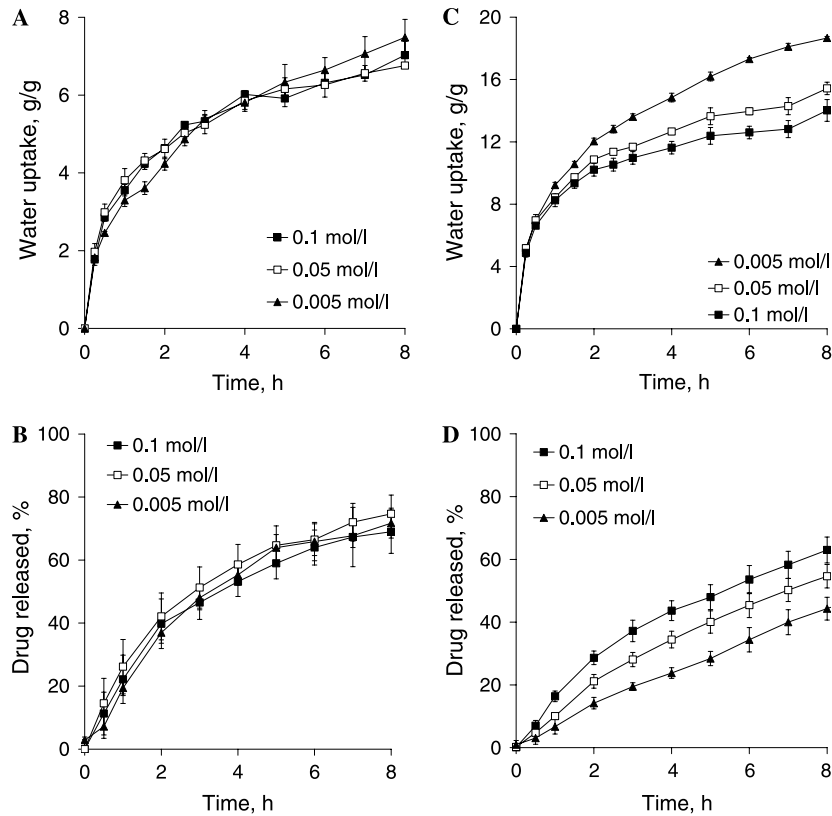 A
Water uptake, g/g
8
6
4
2
0
0.1 mol/l
0.05 mol/l
0.005 mol/l
0 2 4 6 8
Time, h
C
Water uptake, g/g
20
16
12
8
4
0
0.005 mol/l
0.05 mol/l
0.1 mol/l
0 2 4 6 8
Time, h
B
Drug released, %
100
80
60
40
20
0
0.1 mol/l
0.05 mol/l
0.005 mol/l
0 2 4 6 8
Time, h
D
Drug released, %
100
80
60
40
20
0
0.1 mol/l
0.05 mol/l
0.005 mol/l
0 2 4 6 8
Time, h